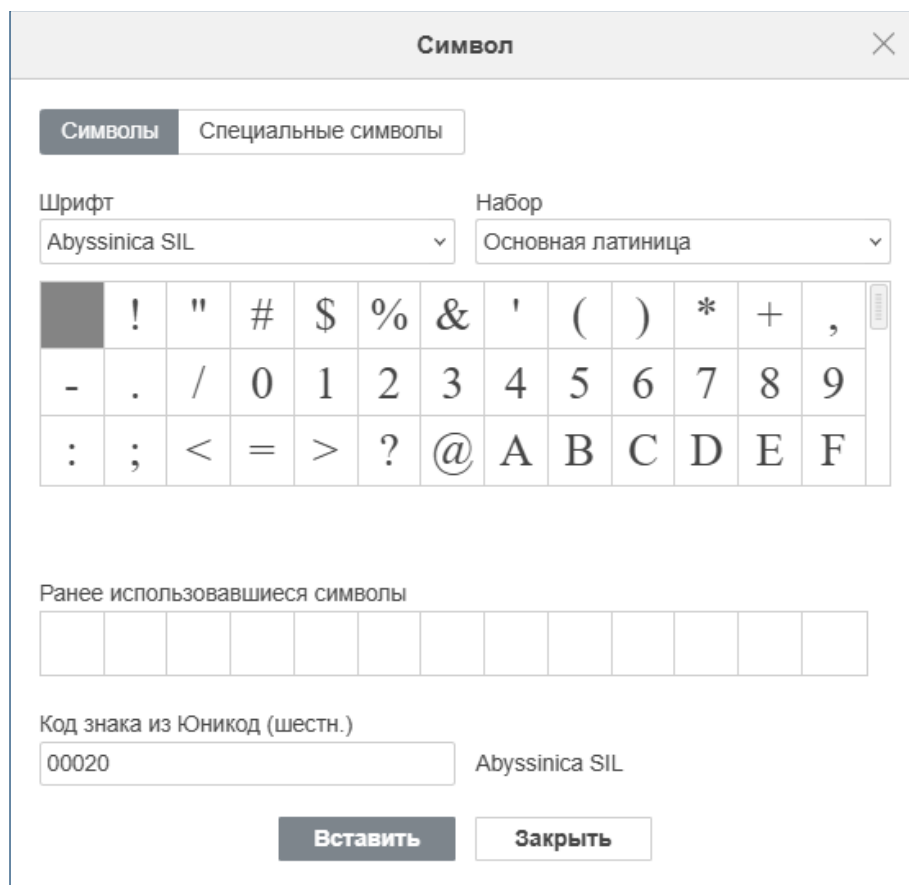 Символ
Символы Специальные символы
Шрифт Набор
Abyssinica SIL Основная латиница
! " # $ % & ' ( ) * + ,
- . / 0 1 2 3 4 5 6 7 8 9
: ; < = > ? @ A B C D E F
Ранее использовавшиеся символы
Код знака из Юникод (шестн.)
00020 Abyssinica SIL
Вставить Закрыть